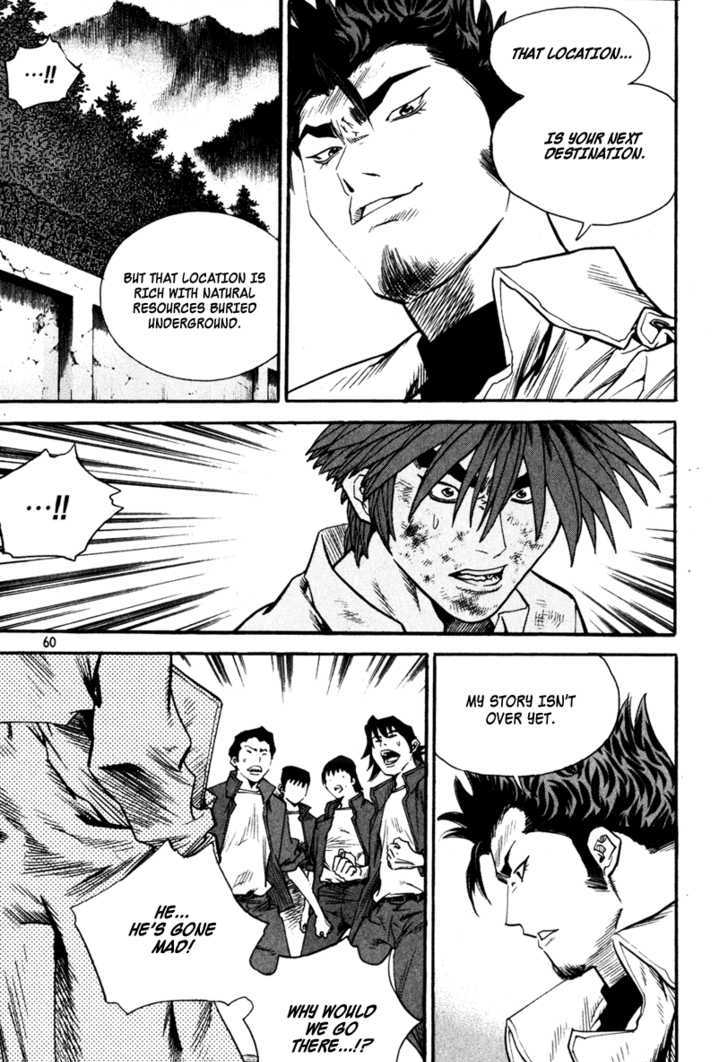 THAT LOCATION...
IS YOUR NEXT
DESTINATION.
...!!
BUT THAT LOCATION IS
RICH WITH NATURAL
RESOURCES BURIED
UNDERGROUND.
...!!
60
MY STORY ISN'T
OVER YET.
HE...
HE'S GONE
MAD!
WHY WOULD
WE GO
THERE...!?